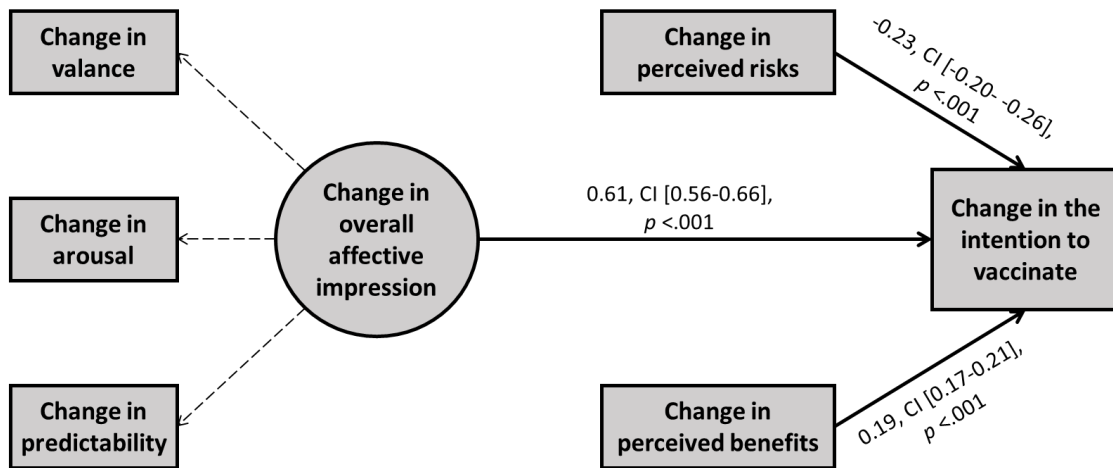 Change in
valance
Change in
perceived risks
-0.23, CI [-0.20- -0.26],
p <.001
Change in
arousal
Change in
overall
affective
impression
0.61, CI [0.56-0.66],
p <.001
Change in the
intention to
vaccinate
Change in
predictability
Change in
perceived benefits
0.19, CI [0.17-0.21],
p <.001